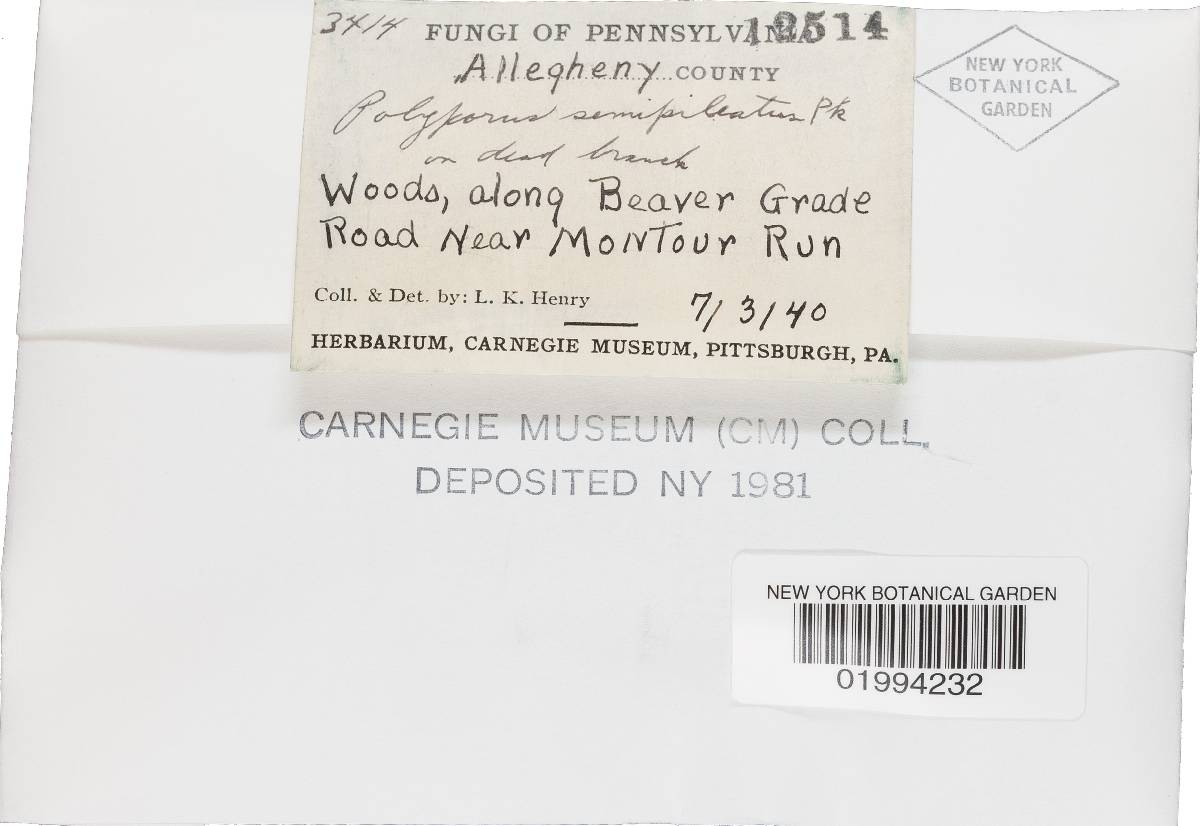 3414 FUNGI OF PENNSYLVANIA 12514
Allegheny COUNTY
Polyporus semipileatus Pk
on dead branch
Woods, along Beaver Grade
Road Near Montour Run
Coll. & Det. by: L. K. Henry 7/3/40
HERBARIUM, CARNEGIE MUSEUM, PITTSBURGH, PA.
NEW YORK
BOTANICAL
GARDEN
CARNEGIE MUSEUM (CM) COLL.
DEPOSITED NY 1981
NEW YORK BOTANICAL GARDEN
01994232